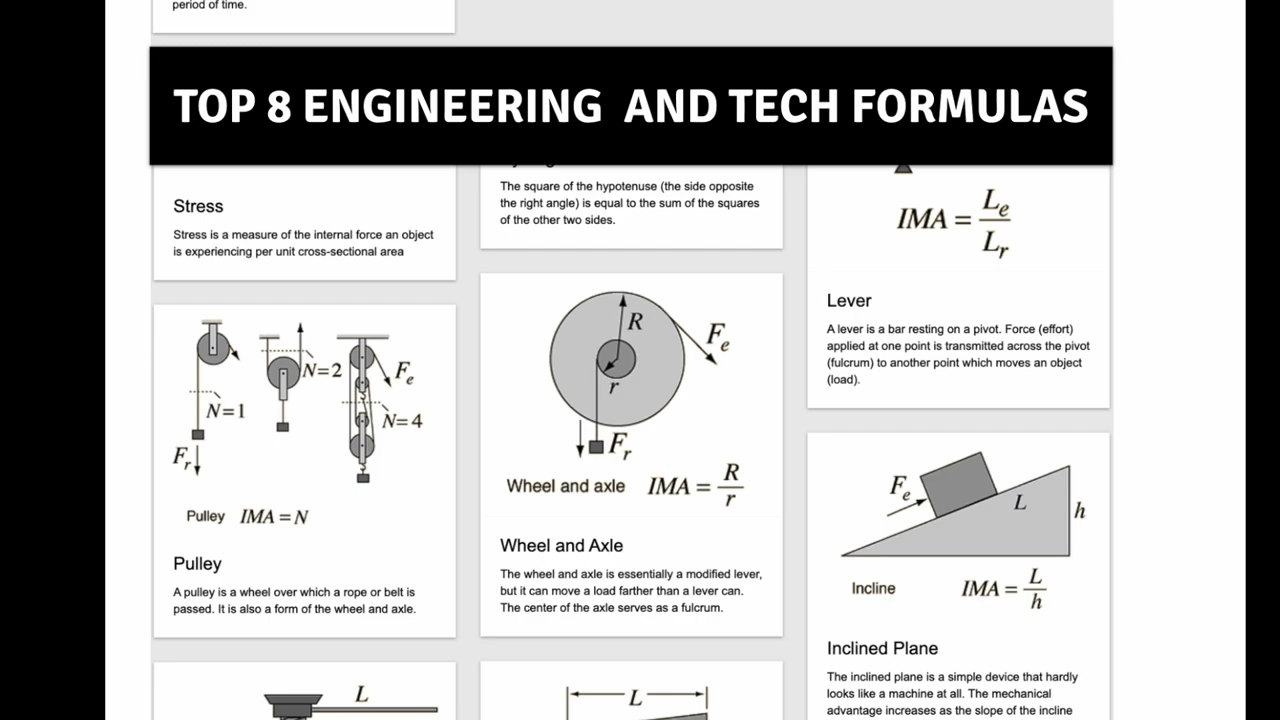 period of time.
TOP 8 ENGINEERING AND TECH FORMULAS
Stress
Stress is a measure of the internal force an object
is experiencing per unit cross-sectional area
N=1
N=2
N=4
Fe
Fr
Pulley IMA = N
Pulley
A pulley is a wheel over which a rope or belt is
passed. It is also a form of the wheel and axle.
L
The square of the hypotenuse (the side opposite
the right angle) is equal to the sum of the squares
of the other two sides.
R
Fe
r
Fr
Wheel and axle IMA = R/r
Wheel and Axle
The wheel and axle is essentially a modified lever,
but it can move a load farther than a lever can.
The center of the axle serves as a fulcrum.
L
IMA = Le/Lr
Lever
A lever is a bar resting on a pivot. Force (effort)
applied at one point is transmitted across the pivot
(fulcrum) to another point which moves an object
(load).
Fe
L
h
Incline IMA = L/h
Inclined Plane
The inclined plane is a simple device that hardly
looks like a machine at all. The mechanical
advantage increases as the slope of the incline